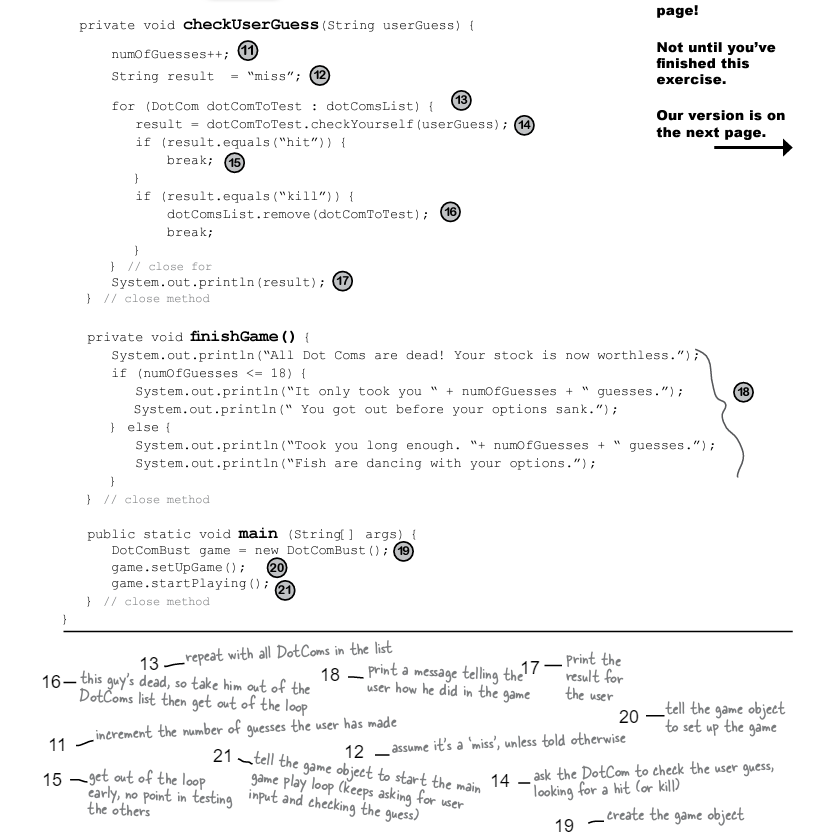 page!
Not until you've
finished this
exercise.
Our version is on
the next page.
private void checkUserGuess(String userGuess) {
numOfGuesses++; 11
String result  = “miss”; 12
for (DotCom dotComToTest : dotComsList) { 13
result = dotComToTest.checkYourself(userGuess); 14
if (result.equals(“hit”)) {
break; 15
}
if (result.equals(“kill”)) {
dotComsList.remove(dotComToTest); 16
break;
}
} // close for
System.out.println(result); 17
} // close method
private void finishGame() {
System.out.println(“All Dot Coms are dead! Your stock is now worthless.”);
if (numOfGuesses <= 18) {
System.out.println(“It only took you “ + numOfGuesses + “ guesses.”);
18
System.out.println(“ You got out before your options sank.”);
} else {
System.out.println(“Took you long enough. “+ numOfGuesses + “ guesses.”);
System.out.println(“Fish are dancing with your options.”);
}
} // close method
public static void main (String[] args) {
DotComBust game = new DotComBust(); 19
game.setUpGame(); 20
game.startPlaying(); 21
} // close method
}
13 repeat with all DotComs in the list
16 this guy's dead, so take him out of the
DotComs list then get out of the loop
18 Print a message telling the
user how he did in the game
17 Print the
result for
the user
20 tell the game object
to set up the game
11 increment the number of guesses the user has made
12 assume it's a 'miss', unless told otherwise
21 tell the game object to start the main
game play loop (keeps asking for user
input and checking the guess)
15 get out of the loop
early, no point in testing
the others
14 ask the DotCom to check the user guess,
looking for a hit (or kill)
19 create the game object